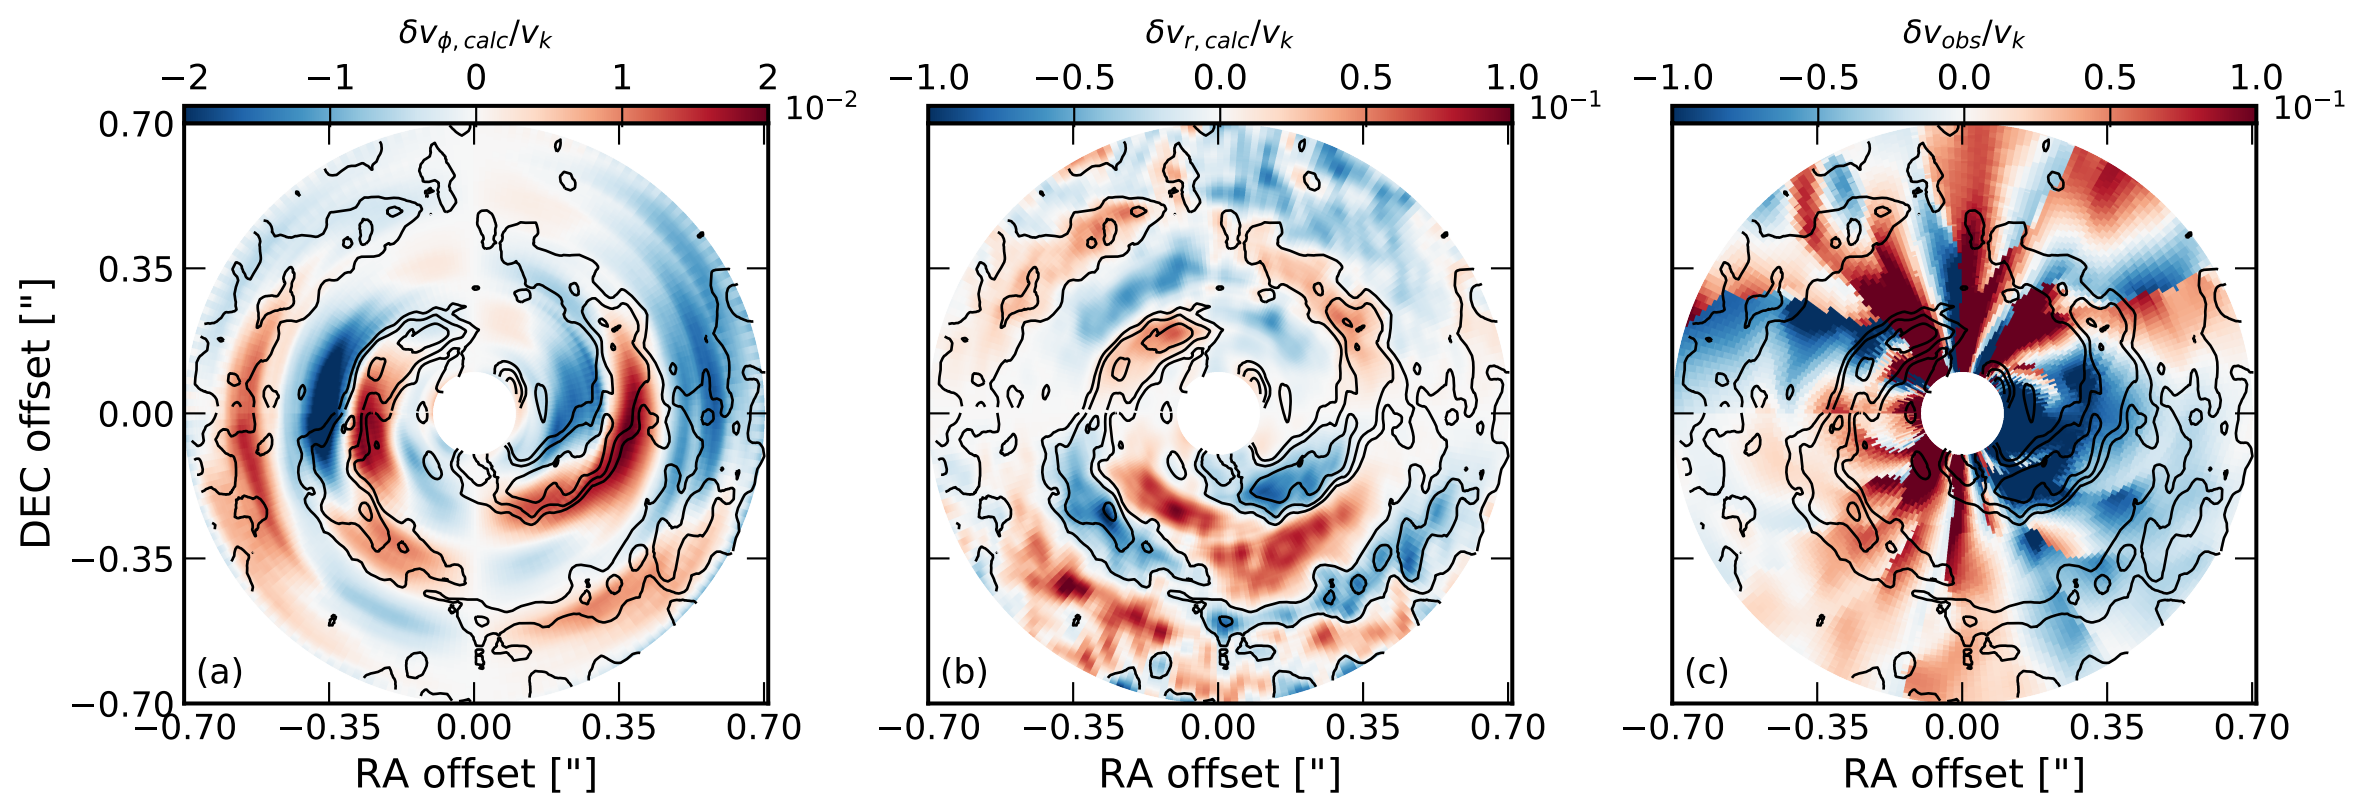 δv_{ϕ,calc}/v_k δv_{r,calc}/v_k δv_{obs}/v_k
−2 −1 0 1 2 −1.0 −0.5 0.0 0.5 1.0 −1.0 −0.5 0.0 0.5 1.0
10^{−2} 10^{−1} 10^{−1}
0.70
0.35
0.00
−0.35
−0.70
DEC offset ["]
(a) (b) (c)
−0.70 −0.35 0.00 0.35 0.70 −0.70 −0.35 0.00 0.35 0.70 −0.70 −0.35 0.00 0.35 0.70
RA offset ["] RA offset ["] RA offset ["]